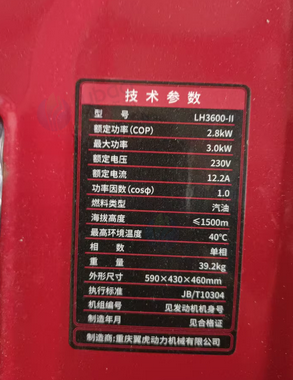 技术参数
型号 LH3600-II
额定功率(COP) 2.8kW
最大功率 3.0kW
额定电压 230V
额定电流 12.2A
功率因数(cosφ) 1.0
燃料类型 汽油
海拔高度 ≤1500m
最高环境温度 40℃
相数 单相
重量 39.2kg
外形尺寸 590×430×460mm
执行标准 JB/T10304
机组编号 见发动机机身号
制造年月 见合格证
制造商:重庆翼虎动力机械有限公司